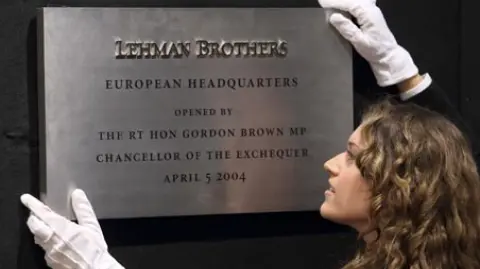 LEHMAN BROTHERS
EUROPEAN HEADQUARTERS
OPENED BY
THE RT HON GORDON BROWN MP
CHANCELLOR OF THE EXCHEQUER
APRIL 5 2004